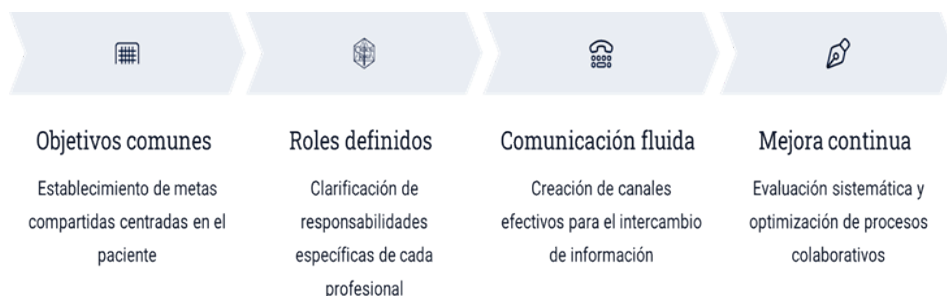 Objetivos comunes
Establecimiento de metas
compartidas centradas en el
paciente
Roles definidos
Clarificación de
responsabilidades
específicas de cada
profesional
Comunicación fluida
Creación de canales
efectivos para el intercambio
de información
Mejora continua
Evaluación sistemática y
optimización de procesos
colaborativos